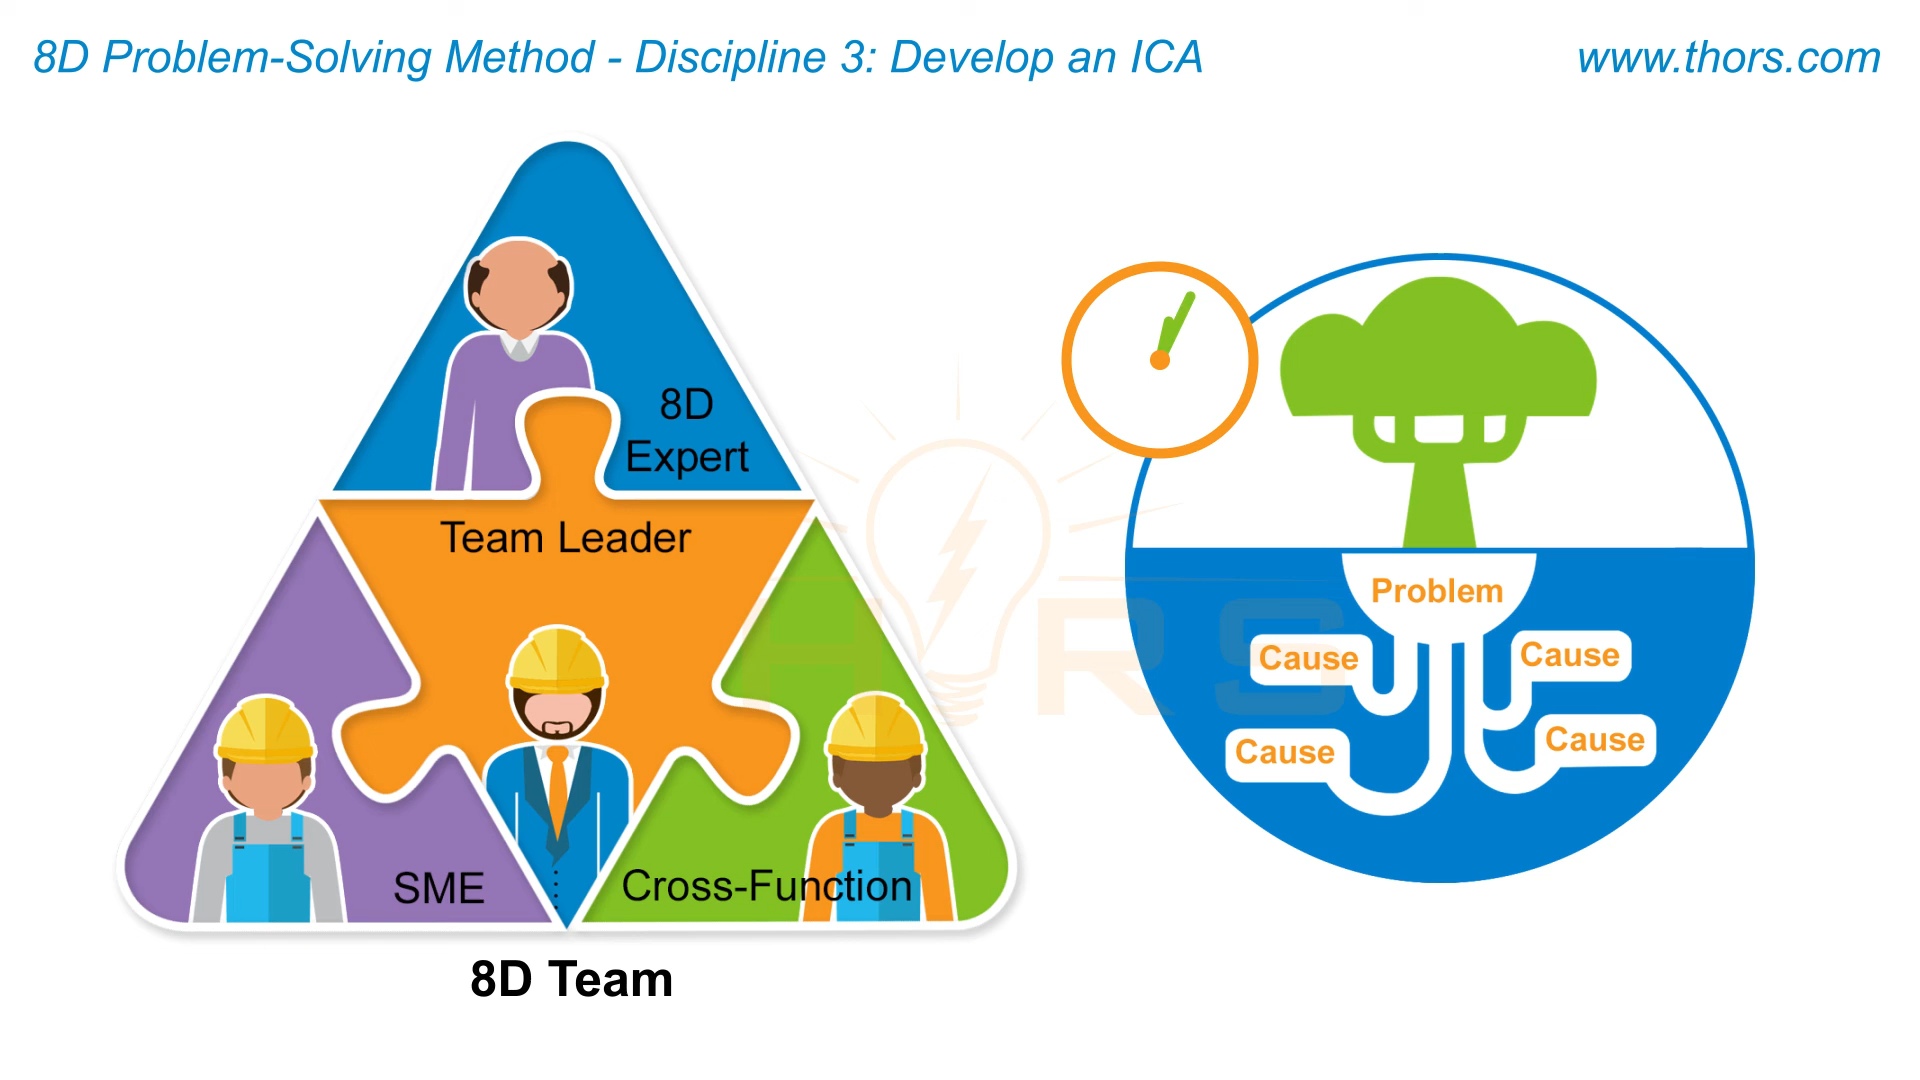 8D Problem-Solving Method - Discipline 3: Develop an ICA
www.thors.com
8D
Expert
Team Leader
SME
Cross-Function
8D Team
Problem
Cause
Cause
Cause
Cause
THORS